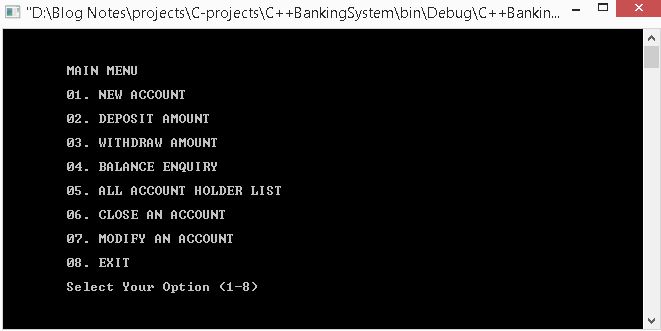 "D:\Blog Notes\projects\C-projects\C++BankingSystem\bin\Debug\C++Bankin...
MAIN MENU
01. NEW ACCOUNT
02. DEPOSIT AMOUNT
03. WITHDRAW AMOUNT
04. BALANCE ENQUIRY
05. ALL ACCOUNT HOLDER LIST
06. CLOSE AN ACCOUNT
07. MODIFY AN ACCOUNT
08. EXIT
Select Your Option (1-8)